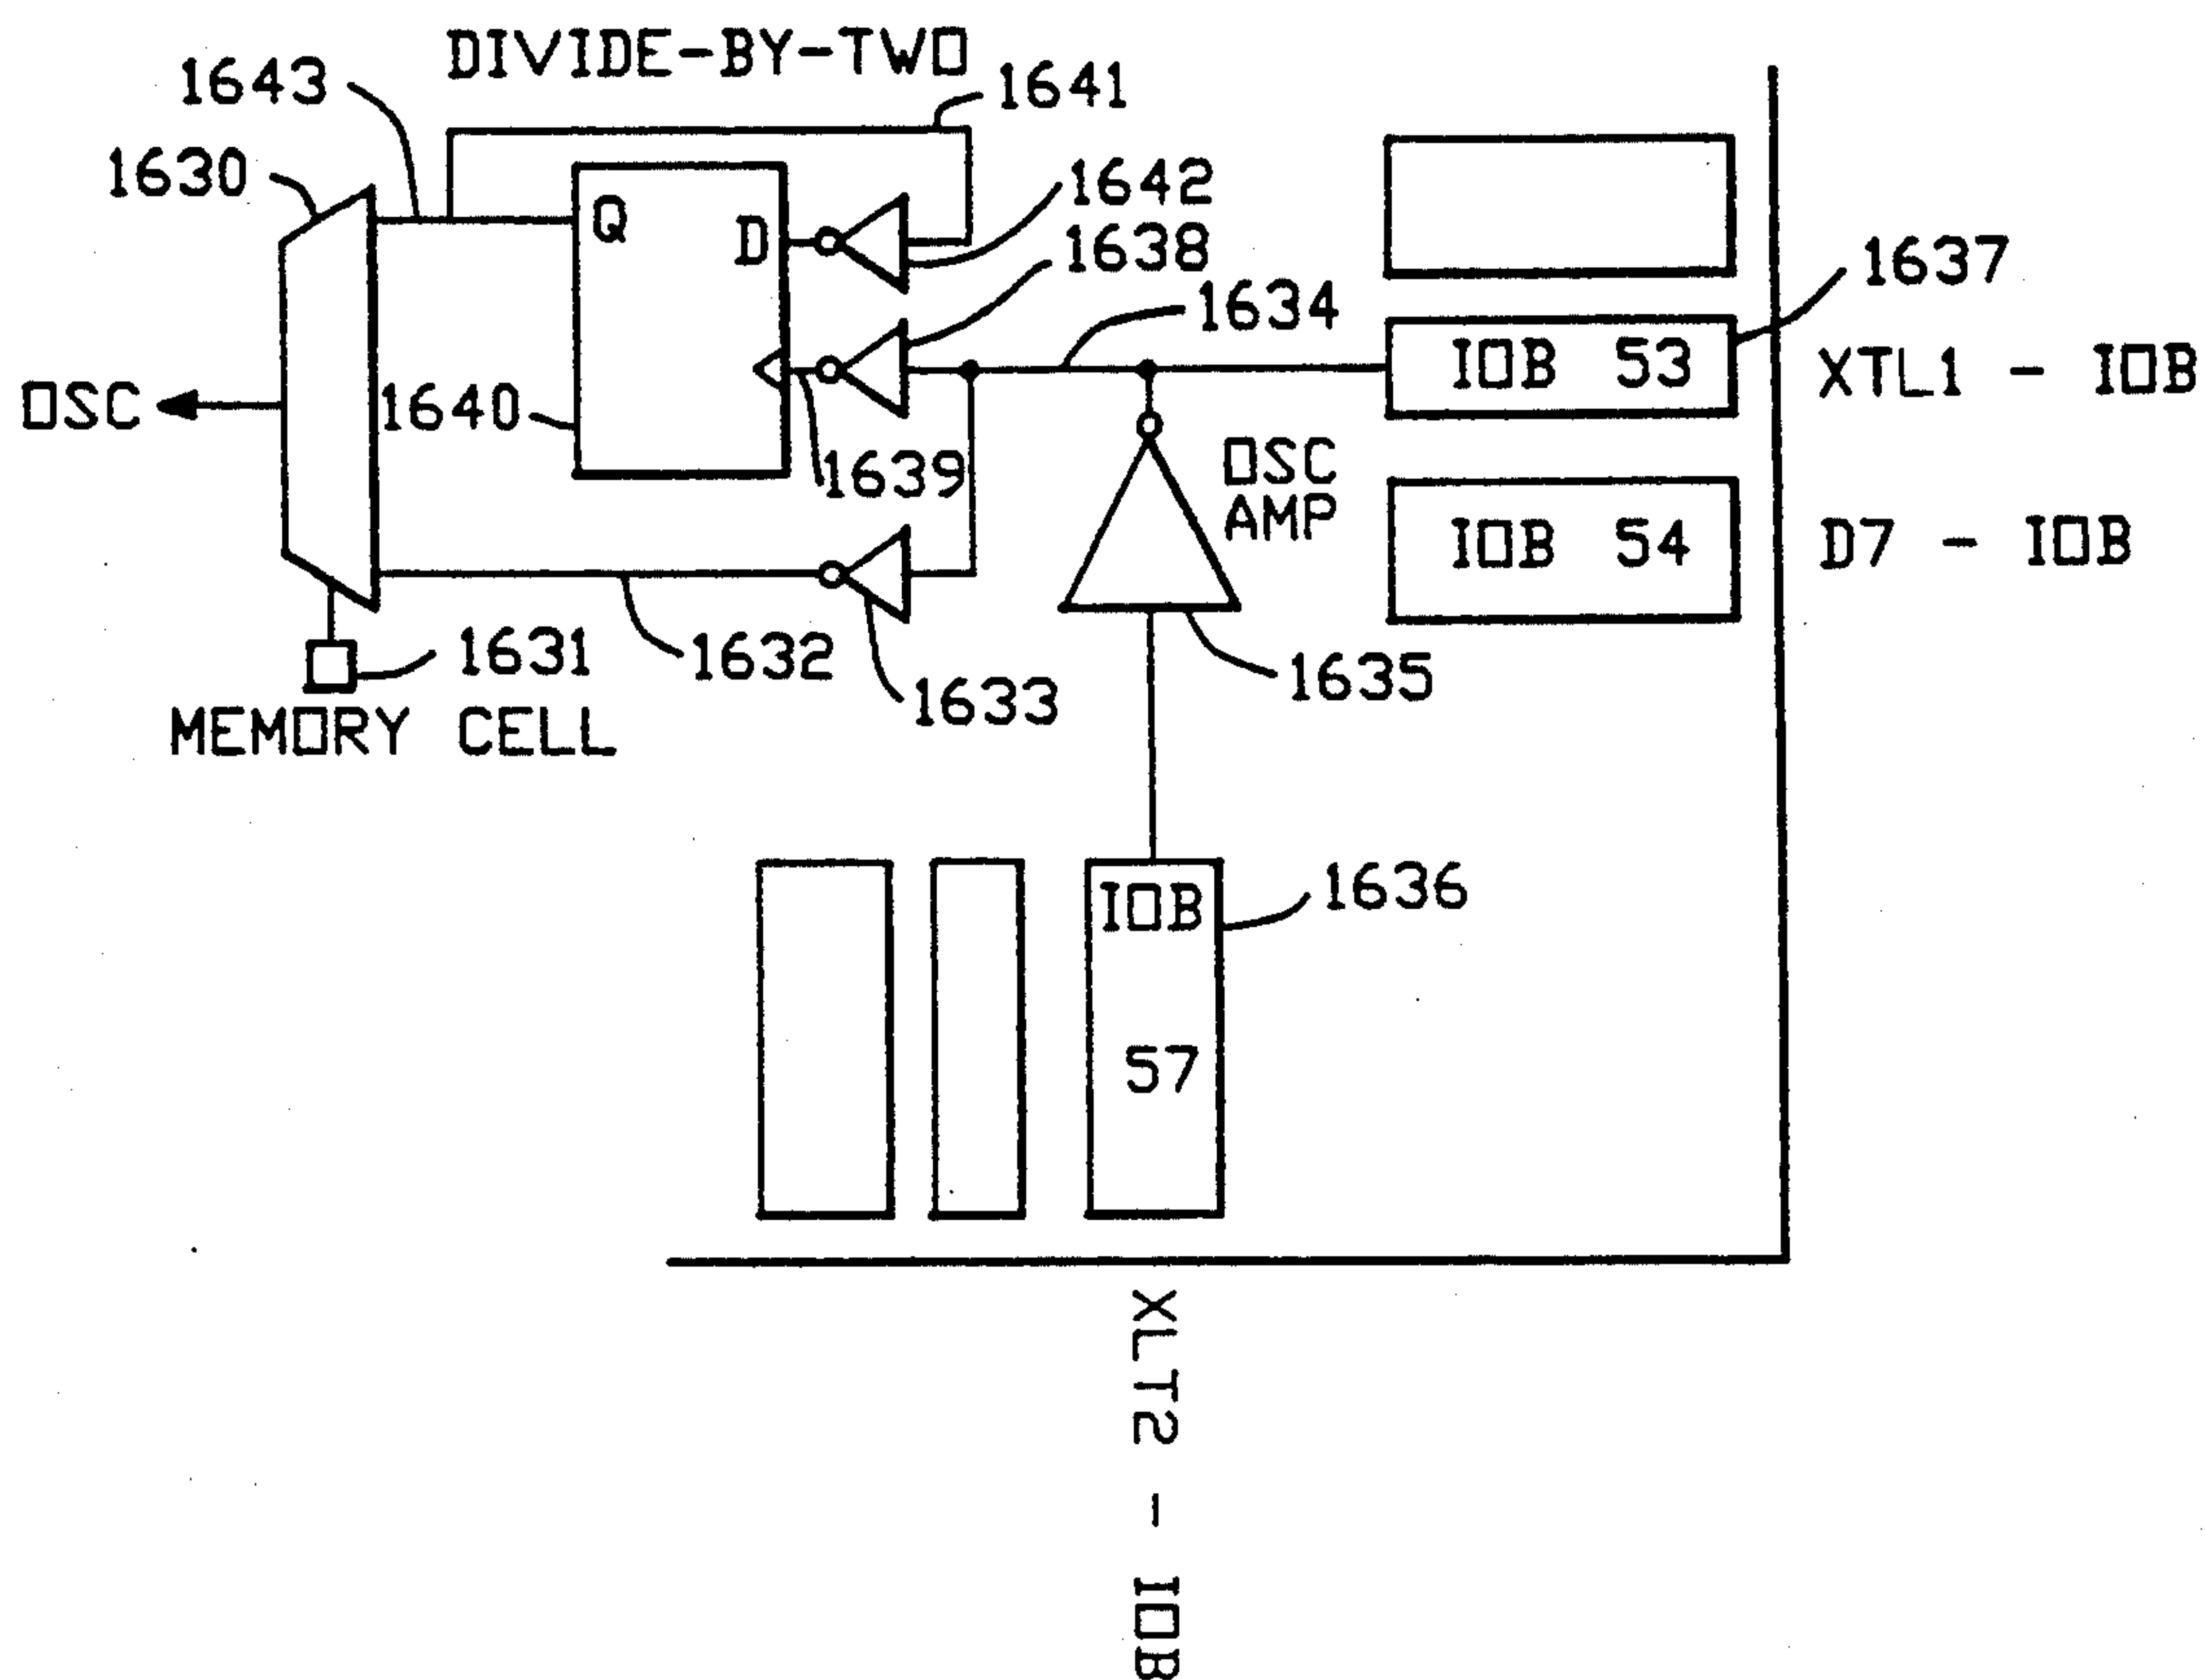 DIVIDE-BY-TWO
1643
1641
1630
1642
Q
D
1638
1637
1634
IOB 53
XTL1 - IOB
OSC
1640
1639
OSC
AMP
IOB 54
D7 - IOB
1631
1632
1635
1633
MEMORY CELL
IOB
57
1636
XLT2 - IOB